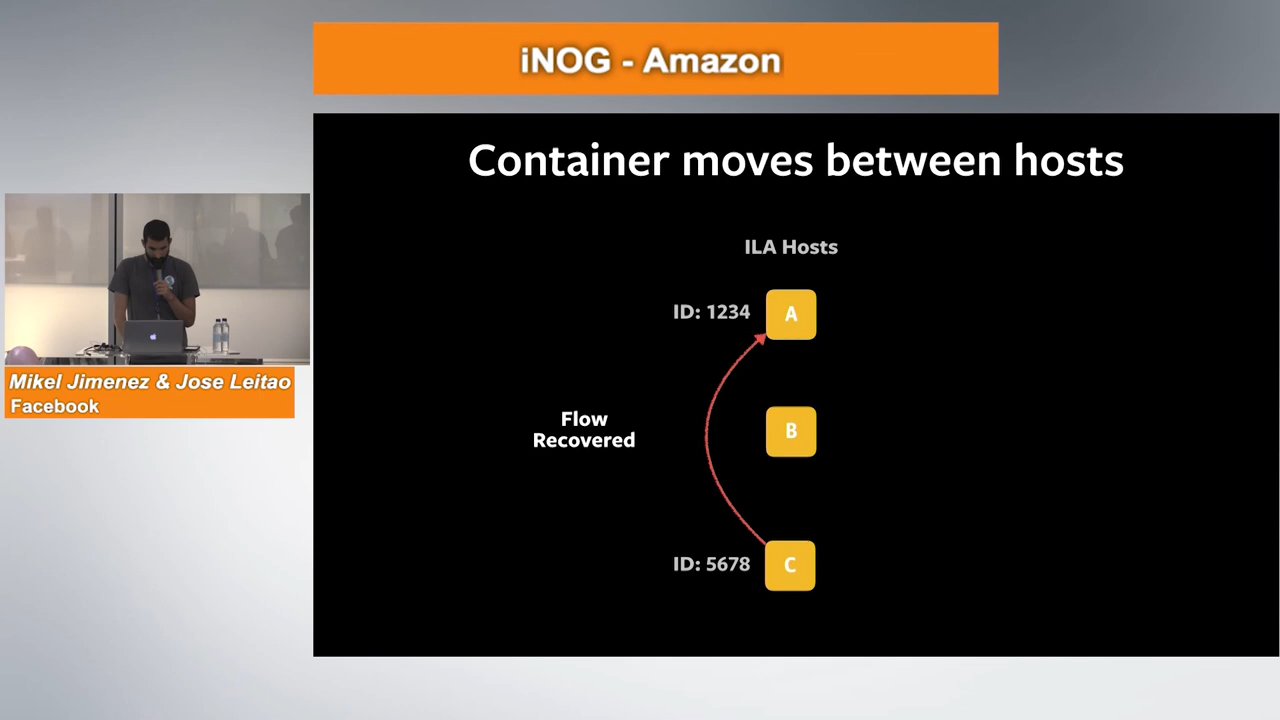 iNOG - Amazon
Container moves between hosts
ILA Hosts
ID: 1234
A
Flow
Recovered
B
ID: 5678
C
Mikel Jimenez & Jose Leitao
Facebook